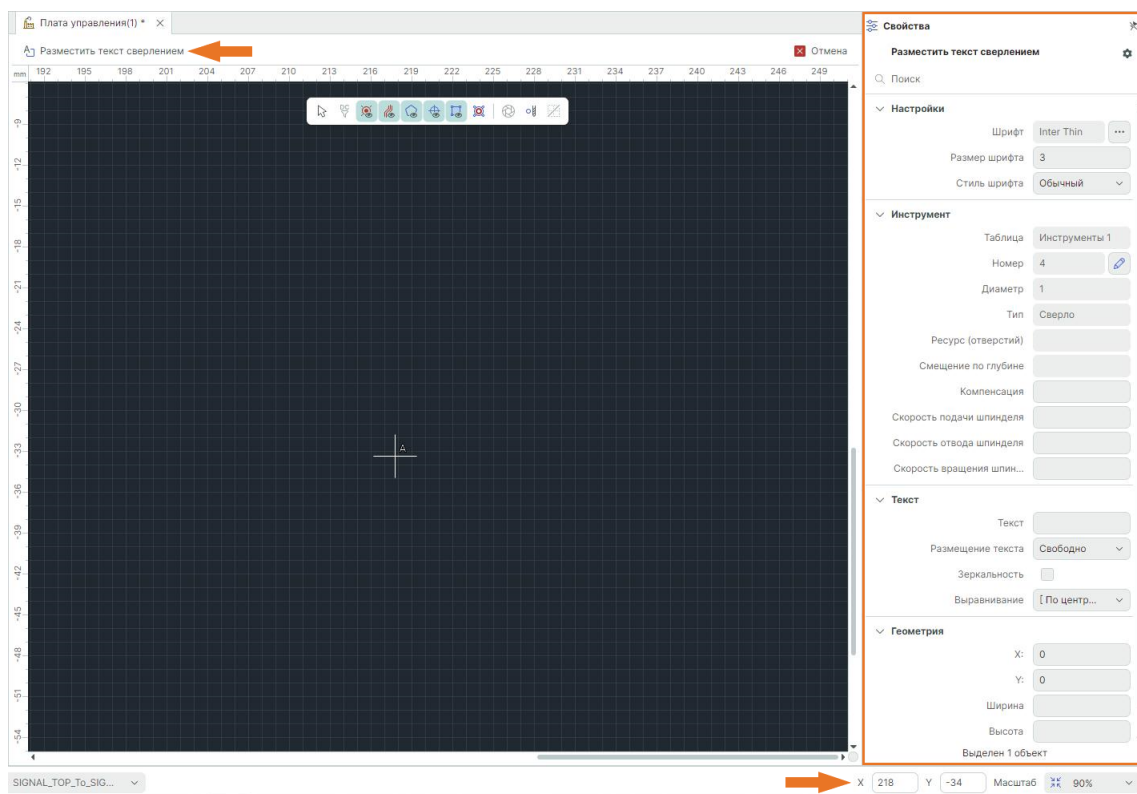 Плата управления(1) *
Свойства
Разместить текст сверлением
Отмена
Разместить текст сверлением
Поиск
mm 192 195 198 201 204 207 210 213 216 219 222 225 228 231 234 237 240 243 246 249
-9
-12
-15
-18
-21
-24
-27
-30
-33
-36
-39
-42
-45
-48
-51
-54
A
Настройки
Шрифт Inter Thin ...
Размер шрифта 3
Стиль шрифта Обычный
Инструмент
Таблица Инструменты 1
Номер 4
Диаметр 1
Тип Сверло
Ресурс (отверстий)
Смещение по глубине
Компенсация
Скорость подачи шпинделя
Скорость отвода шпинделя
Скорость вращения шпин...
Текст
Текст
Размещение текста Свободно
Зеркальность
Выравнивание [ По центр...
Геометрия
X: 0
Y: 0
Ширина
Высота
Выделен 1 объект
SIGNAL_TOP_To_SIG...
X 218 Y -34 Масштаб 90%